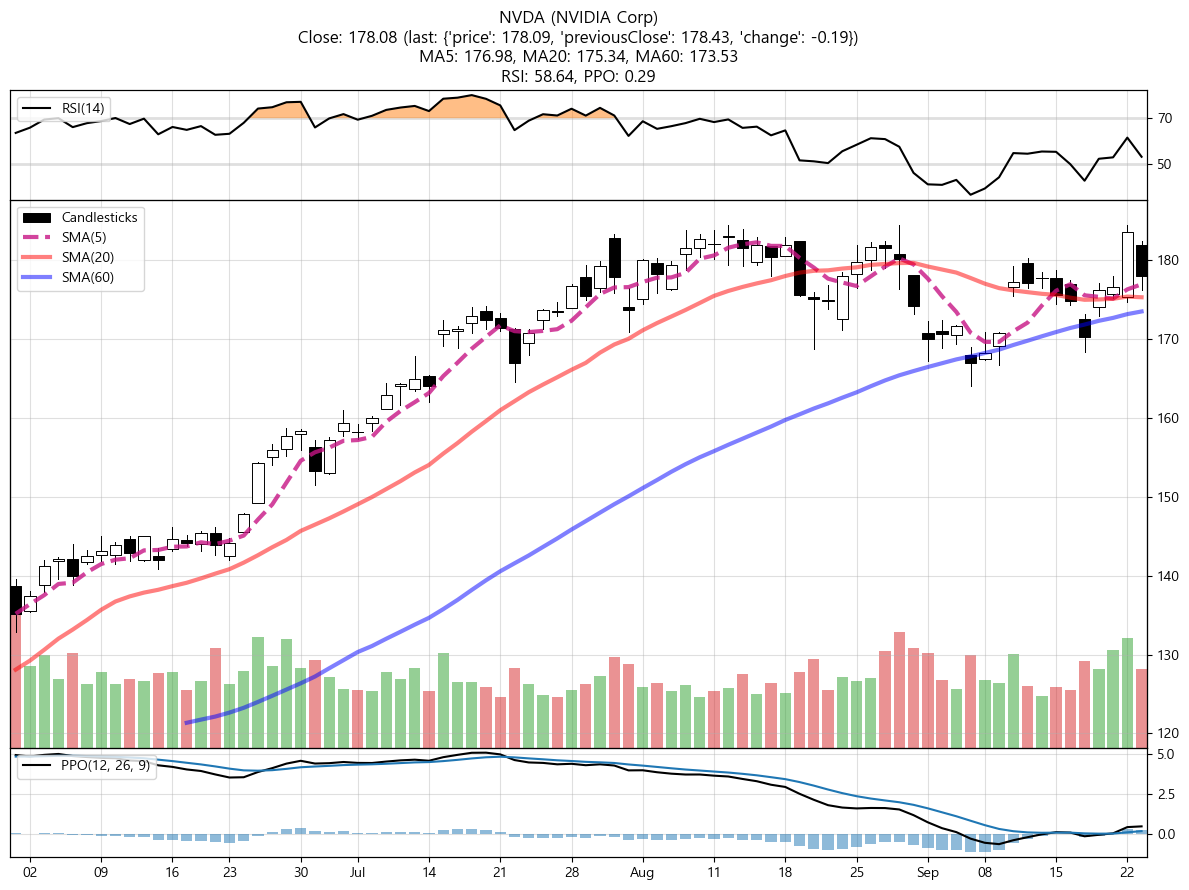 NVDA (NVIDIA Corp)
Close: 178.08 (last: {'price': 178.09, 'previousClose': 178.43, 'change': -0.19})
MA5: 176.98, MA20: 175.34, MA60: 173.53
RSI: 58.64, PPO: 0.29
RSI(14)
70
50
Candlesticks
SMA(5)
SMA(20)
SMA(60)
180
170
160
150
140
130
120
PPO(12, 26, 9)
5.0
2.5
0.0
02 09 16 23 30 Jul 14 21 28 Aug 11 18 25 Sep 08 15 22